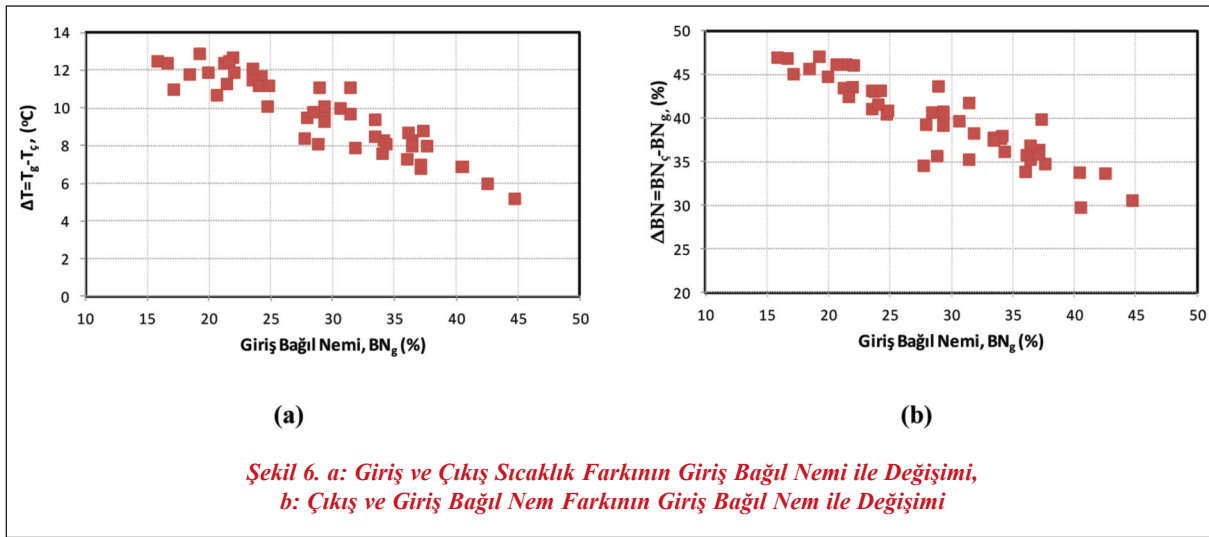 14
12
10
8
6
4
2
0
ΔT=Tg-Tç, (ºC)
10 15 20 25 30 35 40 45 50
Giriş Bağıl Nemi, BNg (%)
(a)
50
45
40
35
30
25
20
ΔBN=BNç-BNg, (%)
10 15 20 25 30 35 40 45 50
Giriş Bağıl Nemi, BNg (%)
(b)
Şekil 6. a: Giriş ve Çıkış Sıcaklık Farkının Giriş Bağıl Nemi ile Değişimi,
b: Çıkış ve Giriş Bağıl Nem Farkının Giriş Bağıl Nem ile Değişimi